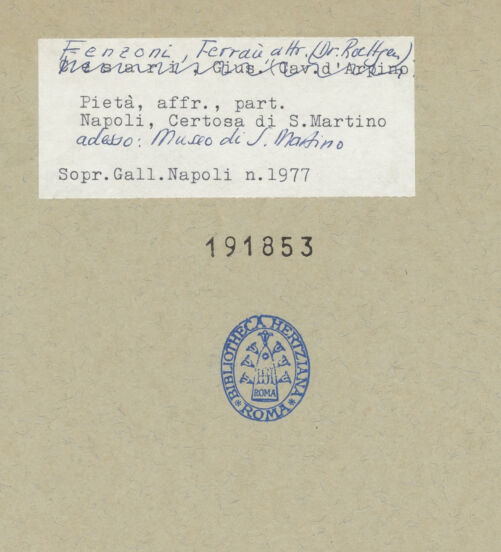 Fenzoni, Ferraù attr. (Dr. Roettgen)
Cesari, Gius. Cav.d'Arpino
Pietà, affr., part.
Napoli, Certosa di S.Martino
adesso: Museo di S. Martino
Sopr.Gall.Napoli n.1977
191853
BIBLIOTHECA HERTZIANA
ROMA
*ROMA*